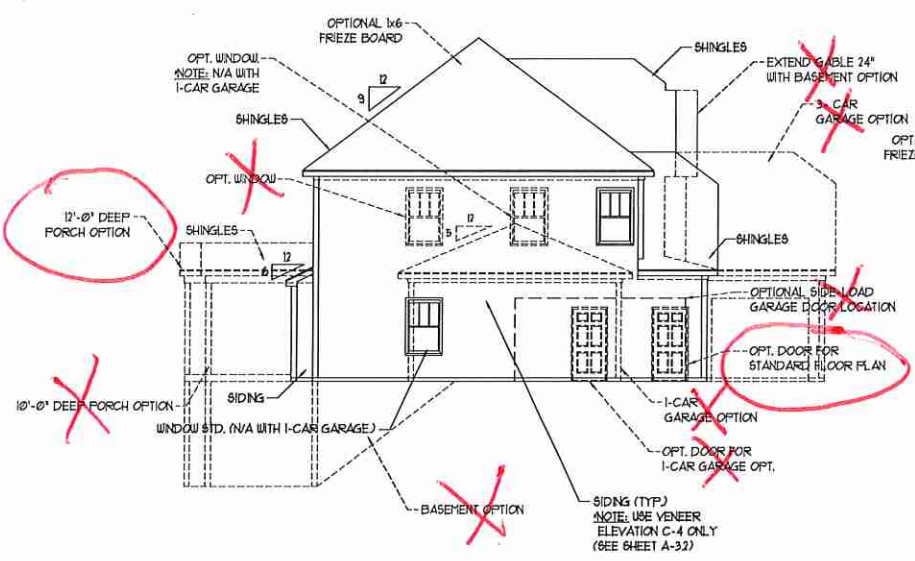 OPTIONAL 1x6
FRIEZE BOARD
OPT. WINDOW
NOTE: N/A WITH
1-CAR GARAGE
12
9
SHINGLES
SHINGLES
EXTEND GABLE 24"
WITH BASEMENT OPTION
3-CAR
GARAGE OPTION
OPT.
FRIEZE
OPT. WINDOW
12'-0" DEEP
PORCH OPTION
SHINGLES
12
6
12
5
SHINGLES
OPTIONAL SIDE-LOAD
GARAGE DOOR LOCATION
OPT. DOOR FOR
STANDARD FLOOR PLAN
10'-0" DEEP PORCH OPTION
SIDING
WINDOW STD. (N/A WITH 1-CAR GARAGE)
1-CAR
GARAGE OPTION
OPT. DOOR FOR
1-CAR GARAGE OPT.
BASEMENT OPTION
SIDING (TYP.)
NOTE: USE VENEER
ELEVATION C-4 ONLY
(SEE SHEET A-3.2)